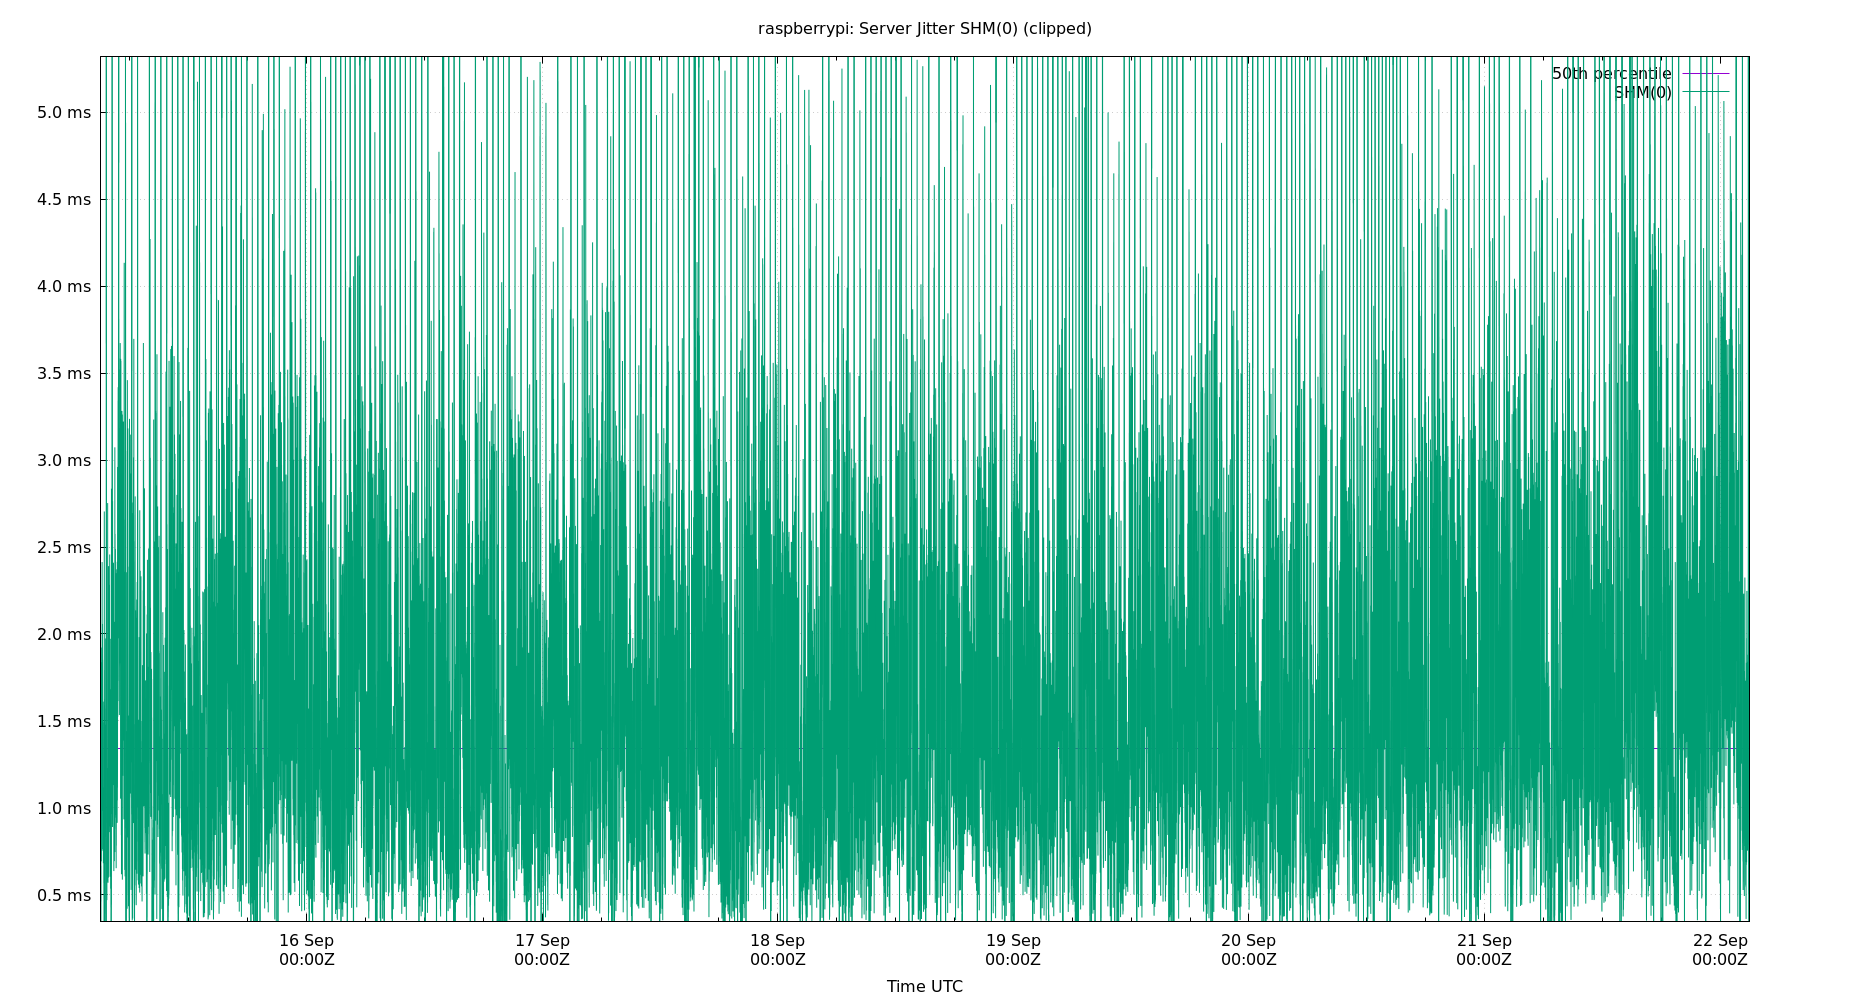 raspberrypi: Server Jitter SHM(0) (clipped)
50th percentile
SHM(0)
5.0 ms
4.5 ms
4.0 ms
3.5 ms
3.0 ms
2.5 ms
2.0 ms
1.5 ms
1.0 ms
0.5 ms
16 Sep 17 Sep 18 Sep 19 Sep 20 Sep 21 Sep 22 Sep
00:00Z 00:00Z 00:00Z 00:00Z 00:00Z 00:00Z 00:00Z
Time UTC